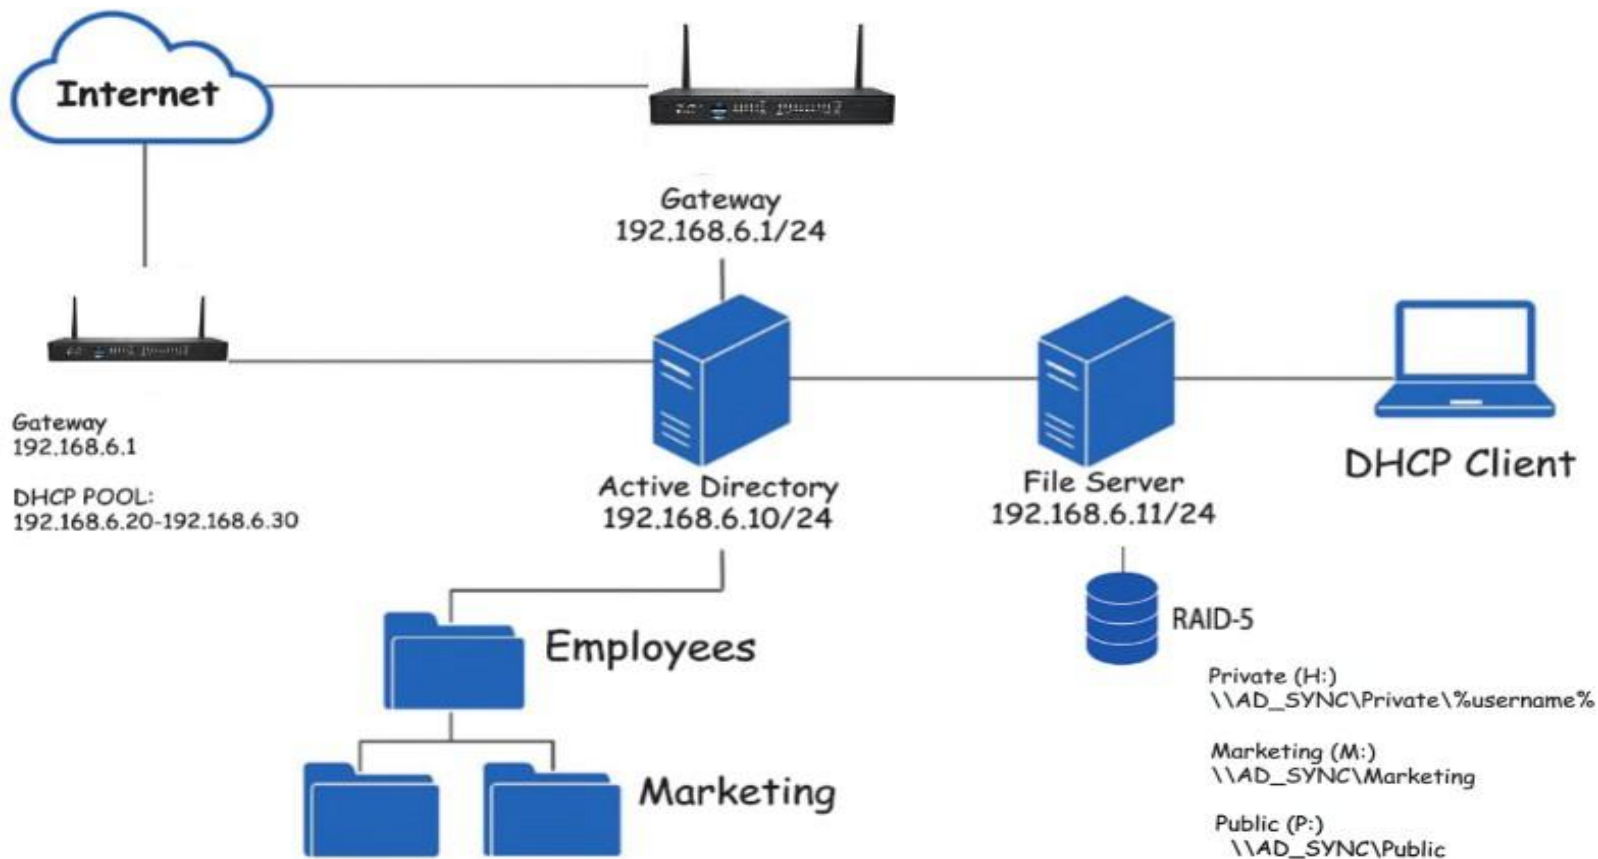 Internet
Gateway
192.168.6.1/24
Gateway
192.168.6.1
DHCP POOL:
192.168.6.20-192.168.6.30
Active Directory
192.168.6.10/24
File Server
192.168.6.11/24
DHCP Client
Employees
Marketing
RAID-5
Private (H:)
\\AD_SYNC\Private\%username%
Marketing (M:)
\\AD_SYNC\Marketing
Public (P:)
\\AD_SYNC\Public